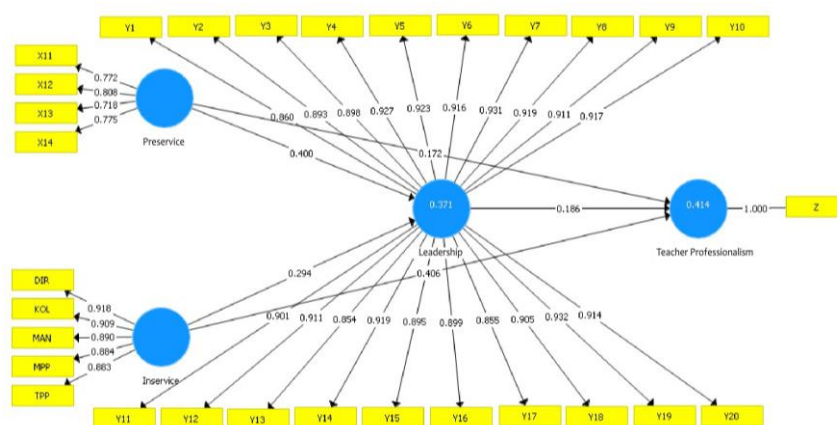 Y1 Y2 Y3 Y4 Y5 Y6 Y7 Y8 Y9 Y10
X11
X12
X13
X14
0.772
0.808
0.718
0.775
Preservice
0.860 0.893 0.898 0.927 0.923 0.916 0.931 0.919 0.911 0.917
0.400
0.172
0.371
Leadership
0.186
0.414
Teacher Professionalism
1.000
Z
0.294
0.406
DIR
KOL
MAN
MPP
TPP
0.918
0.909
0.890
0.884
0.883
Inservice
0.901 0.911 0.854 0.919 0.895 0.899 0.855 0.905 0.932 0.914
Y11 Y12 Y13 Y14 Y15 Y16 Y17 Y18 Y19 Y20